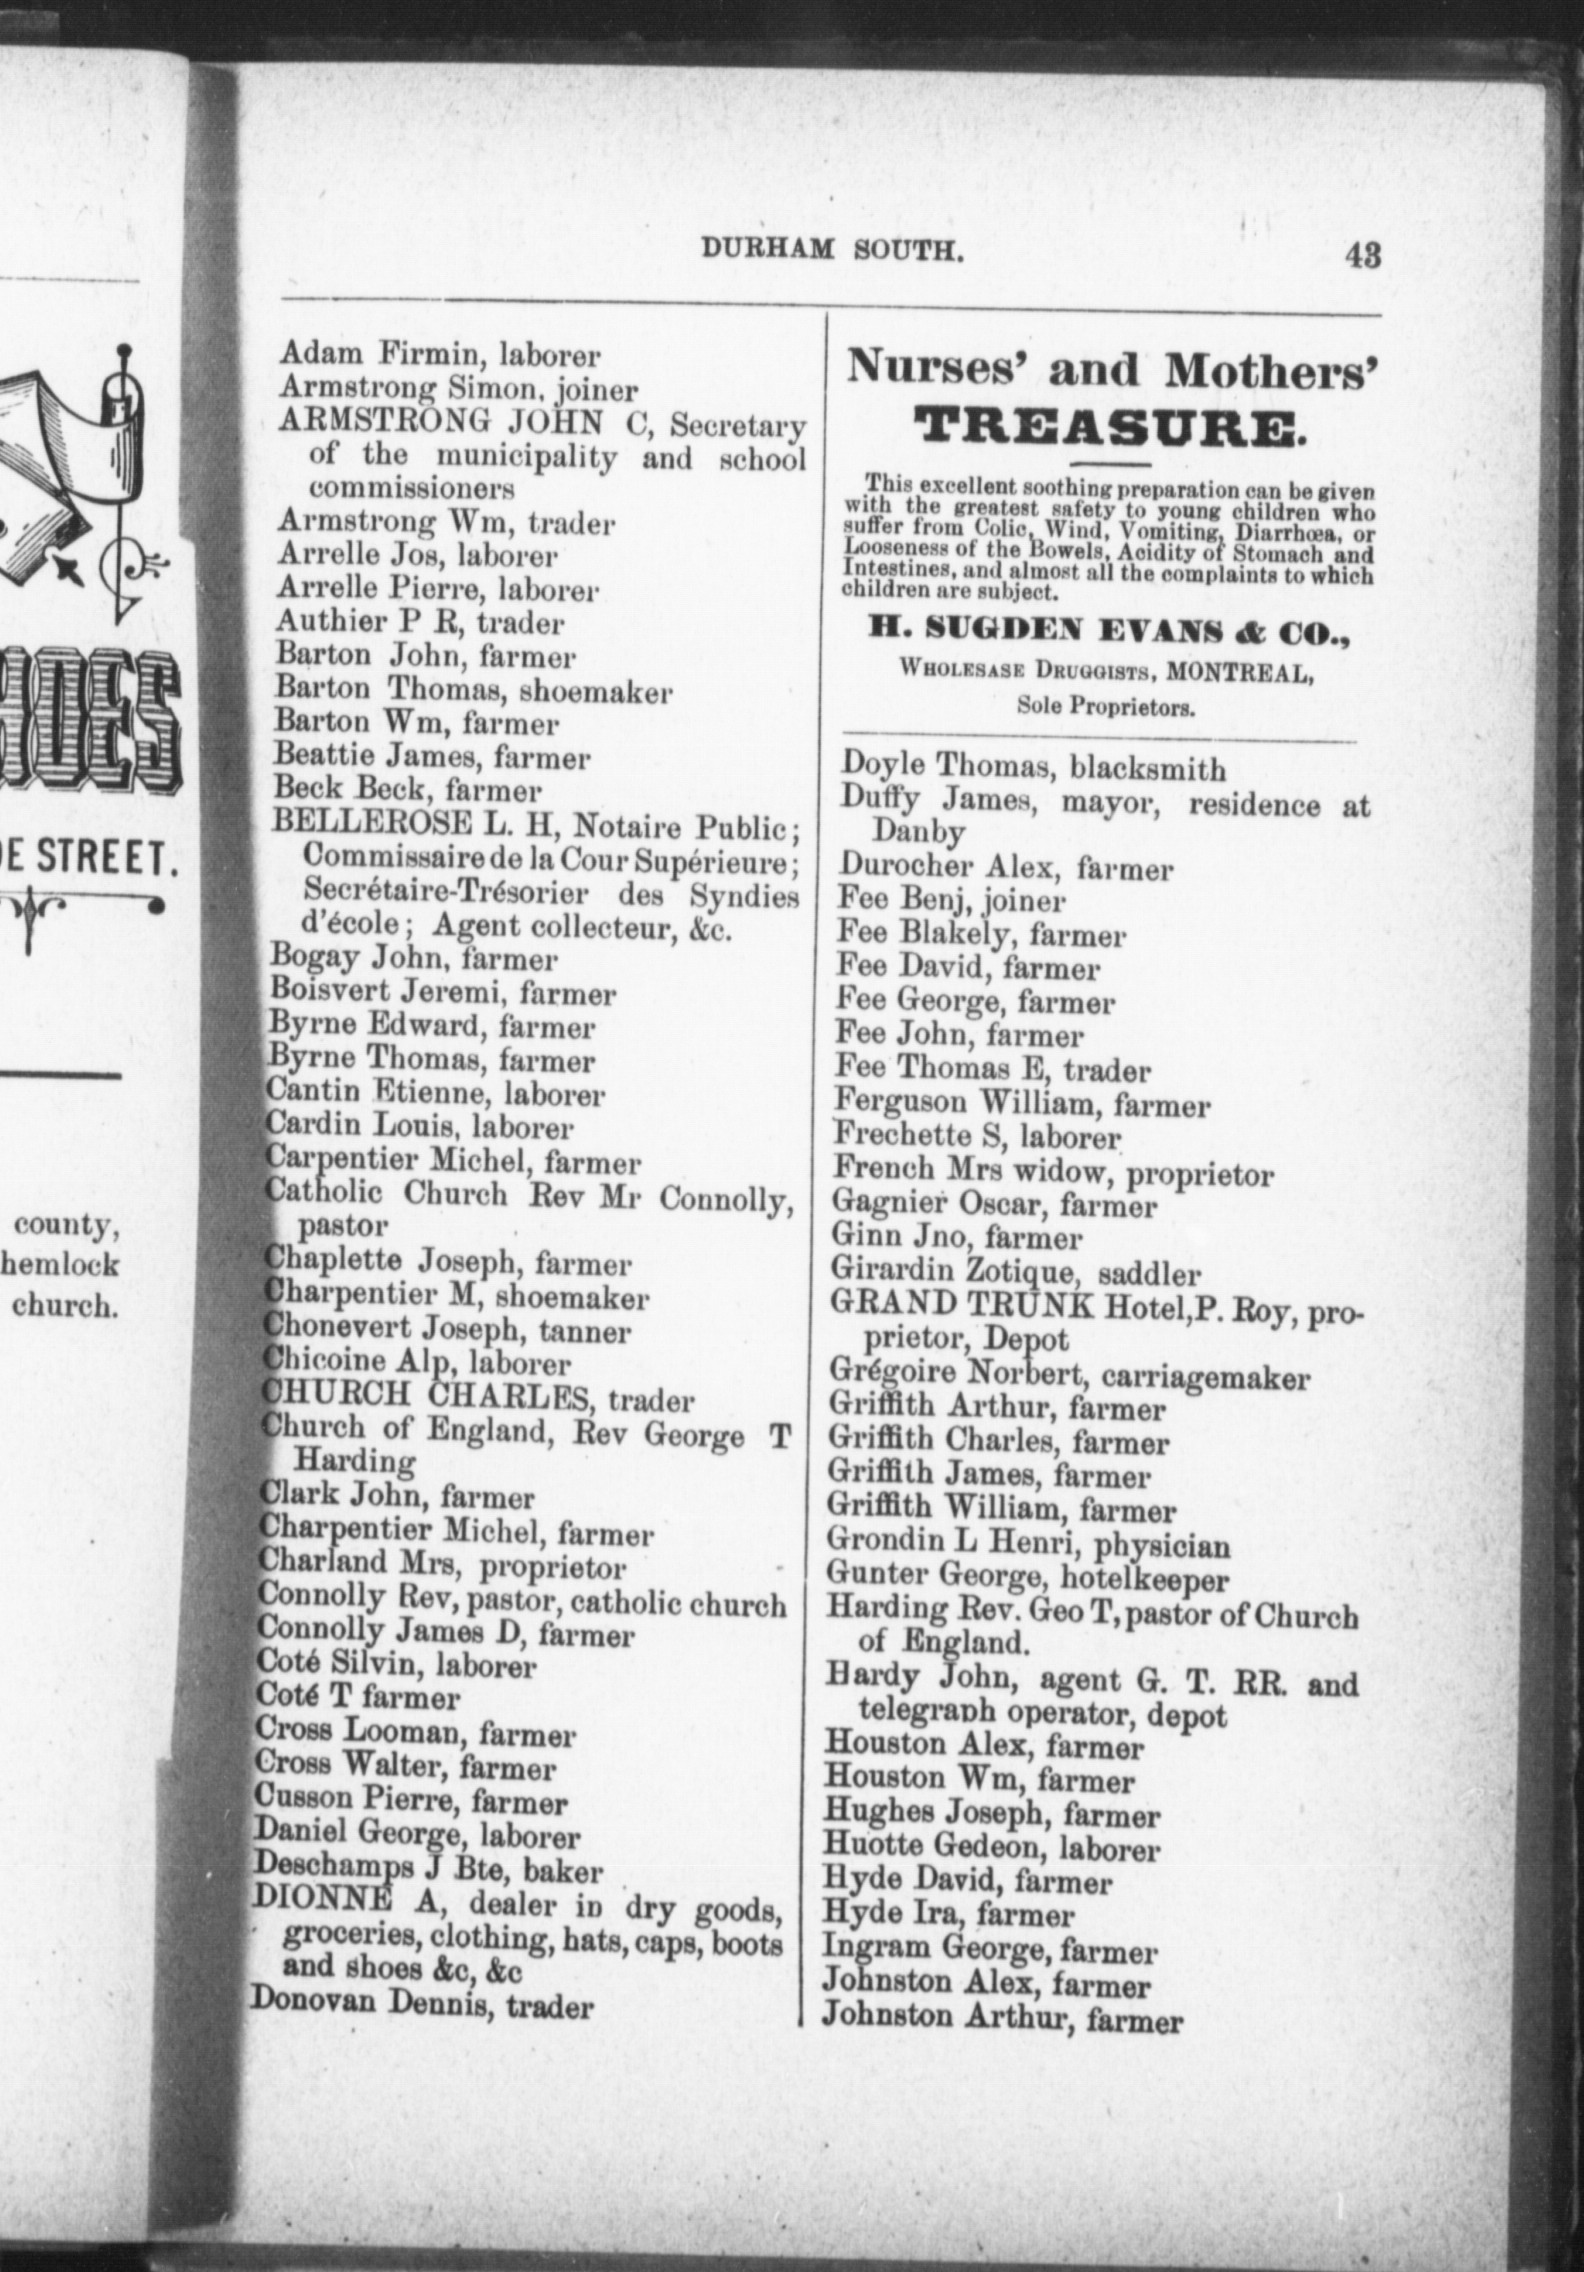 HOES
DE STREET.
county,
hemlock
church.
DURHAM SOUTH.
43
Adam Firmin, laborer
Armstrong Simon, joiner
ARMSTRONG JOHN C, Secretary
of the municipality and school
commissioners
Armstrong Wm, trader
Arrelle Jos, laborer
Arrelle Pierre, laborer
Authier P R, trader
Barton John, farmer
Barton Thomas, shoemaker
Barton Wm, farmer
Beattie James, farmer
Beck Beck, farmer
BELLEROSE L. H, Notaire Public;
Commissaire de la Cour Supérieure;
Secrétaire-Trésorier des Syndies
d'école; Agent collecteur, &c.
Bogay John, farmer
Boisvert Jeremi, farmer
Byrne Edward, farmer
Byrne Thomas, farmer
Cantin Etienne, laborer
Cardin Louis, laborer
Carpentier Michel, farmer
Catholic Church Rev Mr Connolly,
pastor
Chaplette Joseph, farmer
Charpentier M, shoemaker
Chonevert Joseph, tanner
Chicoine Alp, laborer
CHURCH CHARLES, trader
Church of England, Rev George T
Harding
Clark John, farmer
Charpentier Michel, farmer
Charland Mrs, proprietor
Connolly Rev, pastor, catholic church
Connolly James D, farmer
Coté Silvin, laborer
Coté T farmer
Cross Looman, farmer
Cross Walter, farmer
Cusson Pierre, farmer
Daniel George, laborer
Deschamps J Bte, baker
DIONNE A, dealer in dry goods,
groceries, clothing, hats, caps, boots
and shoes &c, &c
Donovan Dennis, trader
Nurses' and Mothers'
TREASURE.
This excellent soothing preparation can be given
with the greatest safety to young children who
suffer from Colic, Wind, Vomiting, Diarrhœa, or
Looseness of the Bowels, Acidity of Stomach and
Intestines, and almost all the complaints to which
children are subject.
H. SUGDEN EVANS & CO.,
WHOLESASE DRUGGISTS, MONTREAL,
Sole Proprietors.
Doyle Thomas, blacksmith
Duffy James, mayor, residence at
Danby
Durocher Alex, farmer
Fee Benj, joiner
Fee Blakely, farmer
Fee David, farmer
Fee George, farmer
Fee John, farmer
Fee Thomas E, trader
Ferguson William, farmer
Frechette S, laborer
French Mrs widow, proprietor
Gagnier Oscar, farmer
Ginn Jno, farmer
Girardin Zotique, saddler
GRAND TRUNK Hotel, P. Roy, pro-
prietor, Depot
Grégoire Norbert, carriagemaker
Griffith Arthur, farmer
Griffith Charles, farmer
Griffith James, farmer
Griffith William, farmer
Grondin L Henri, physician
Gunter George, hotelkeeper
Harding Rev. Geo T, pastor of Church
of England.
Hardy John, agent G. T. RR. and
telegraph operator, depot
Houston Alex, farmer
Houston Wm, farmer
Hughes Joseph, farmer
Huotte Gedeon, laborer
Hyde David, farmer
Hyde Ira, farmer
Ingram George, farmer
Johnston Alex, farmer
Johnston Arthur, farmer